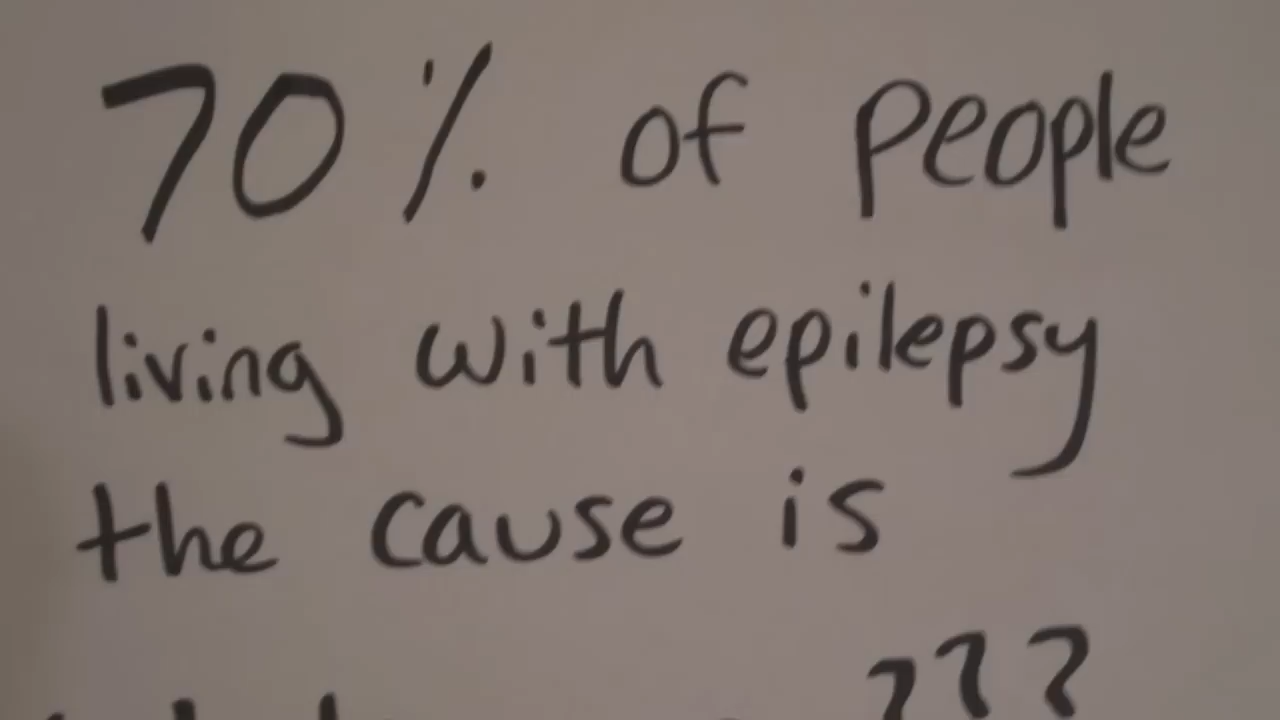 70% of people
living with epilepsy
the cause is
???